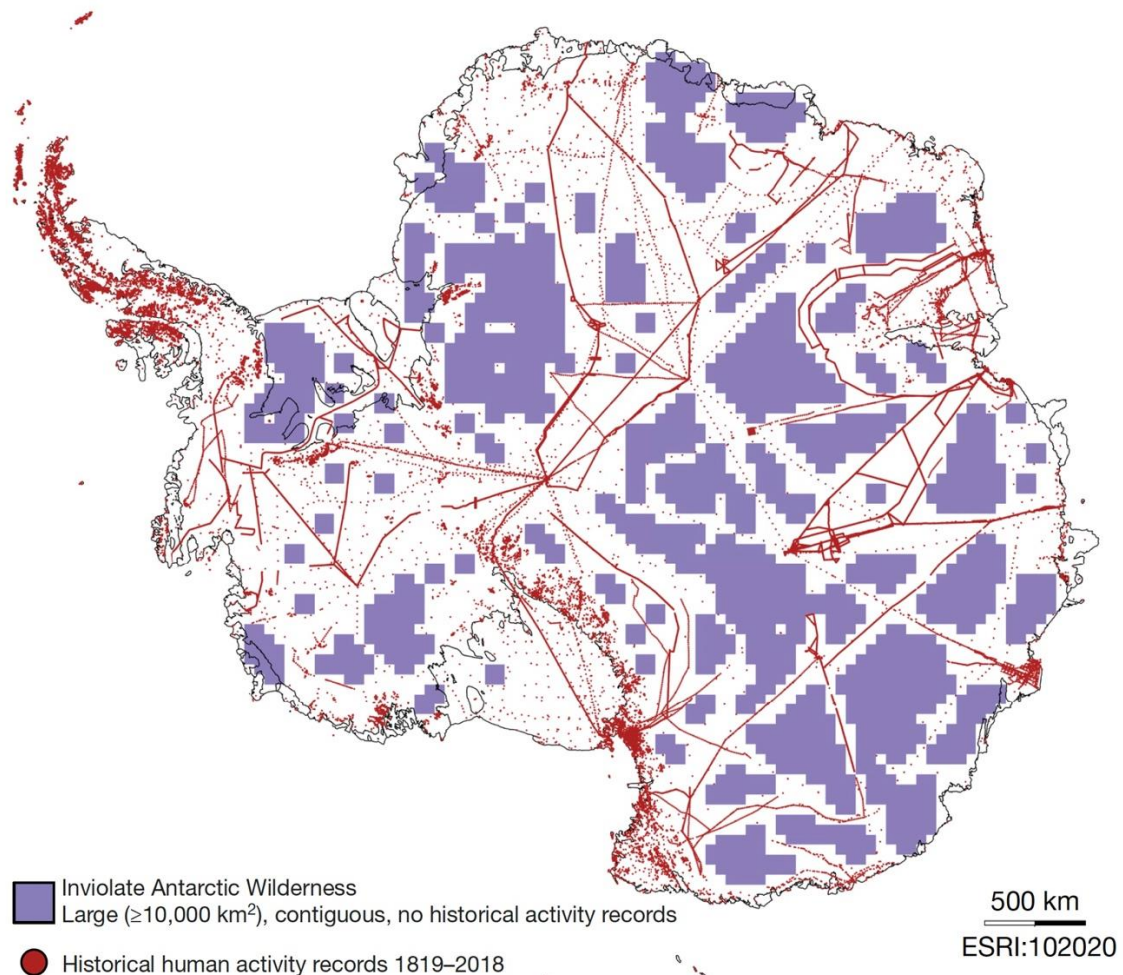 Inviolate Antarctic Wilderness
Large (≥10,000 km²), contiguous, no historical activity records
Historical human activity records 1819–2018
500 km
ESRI:102020